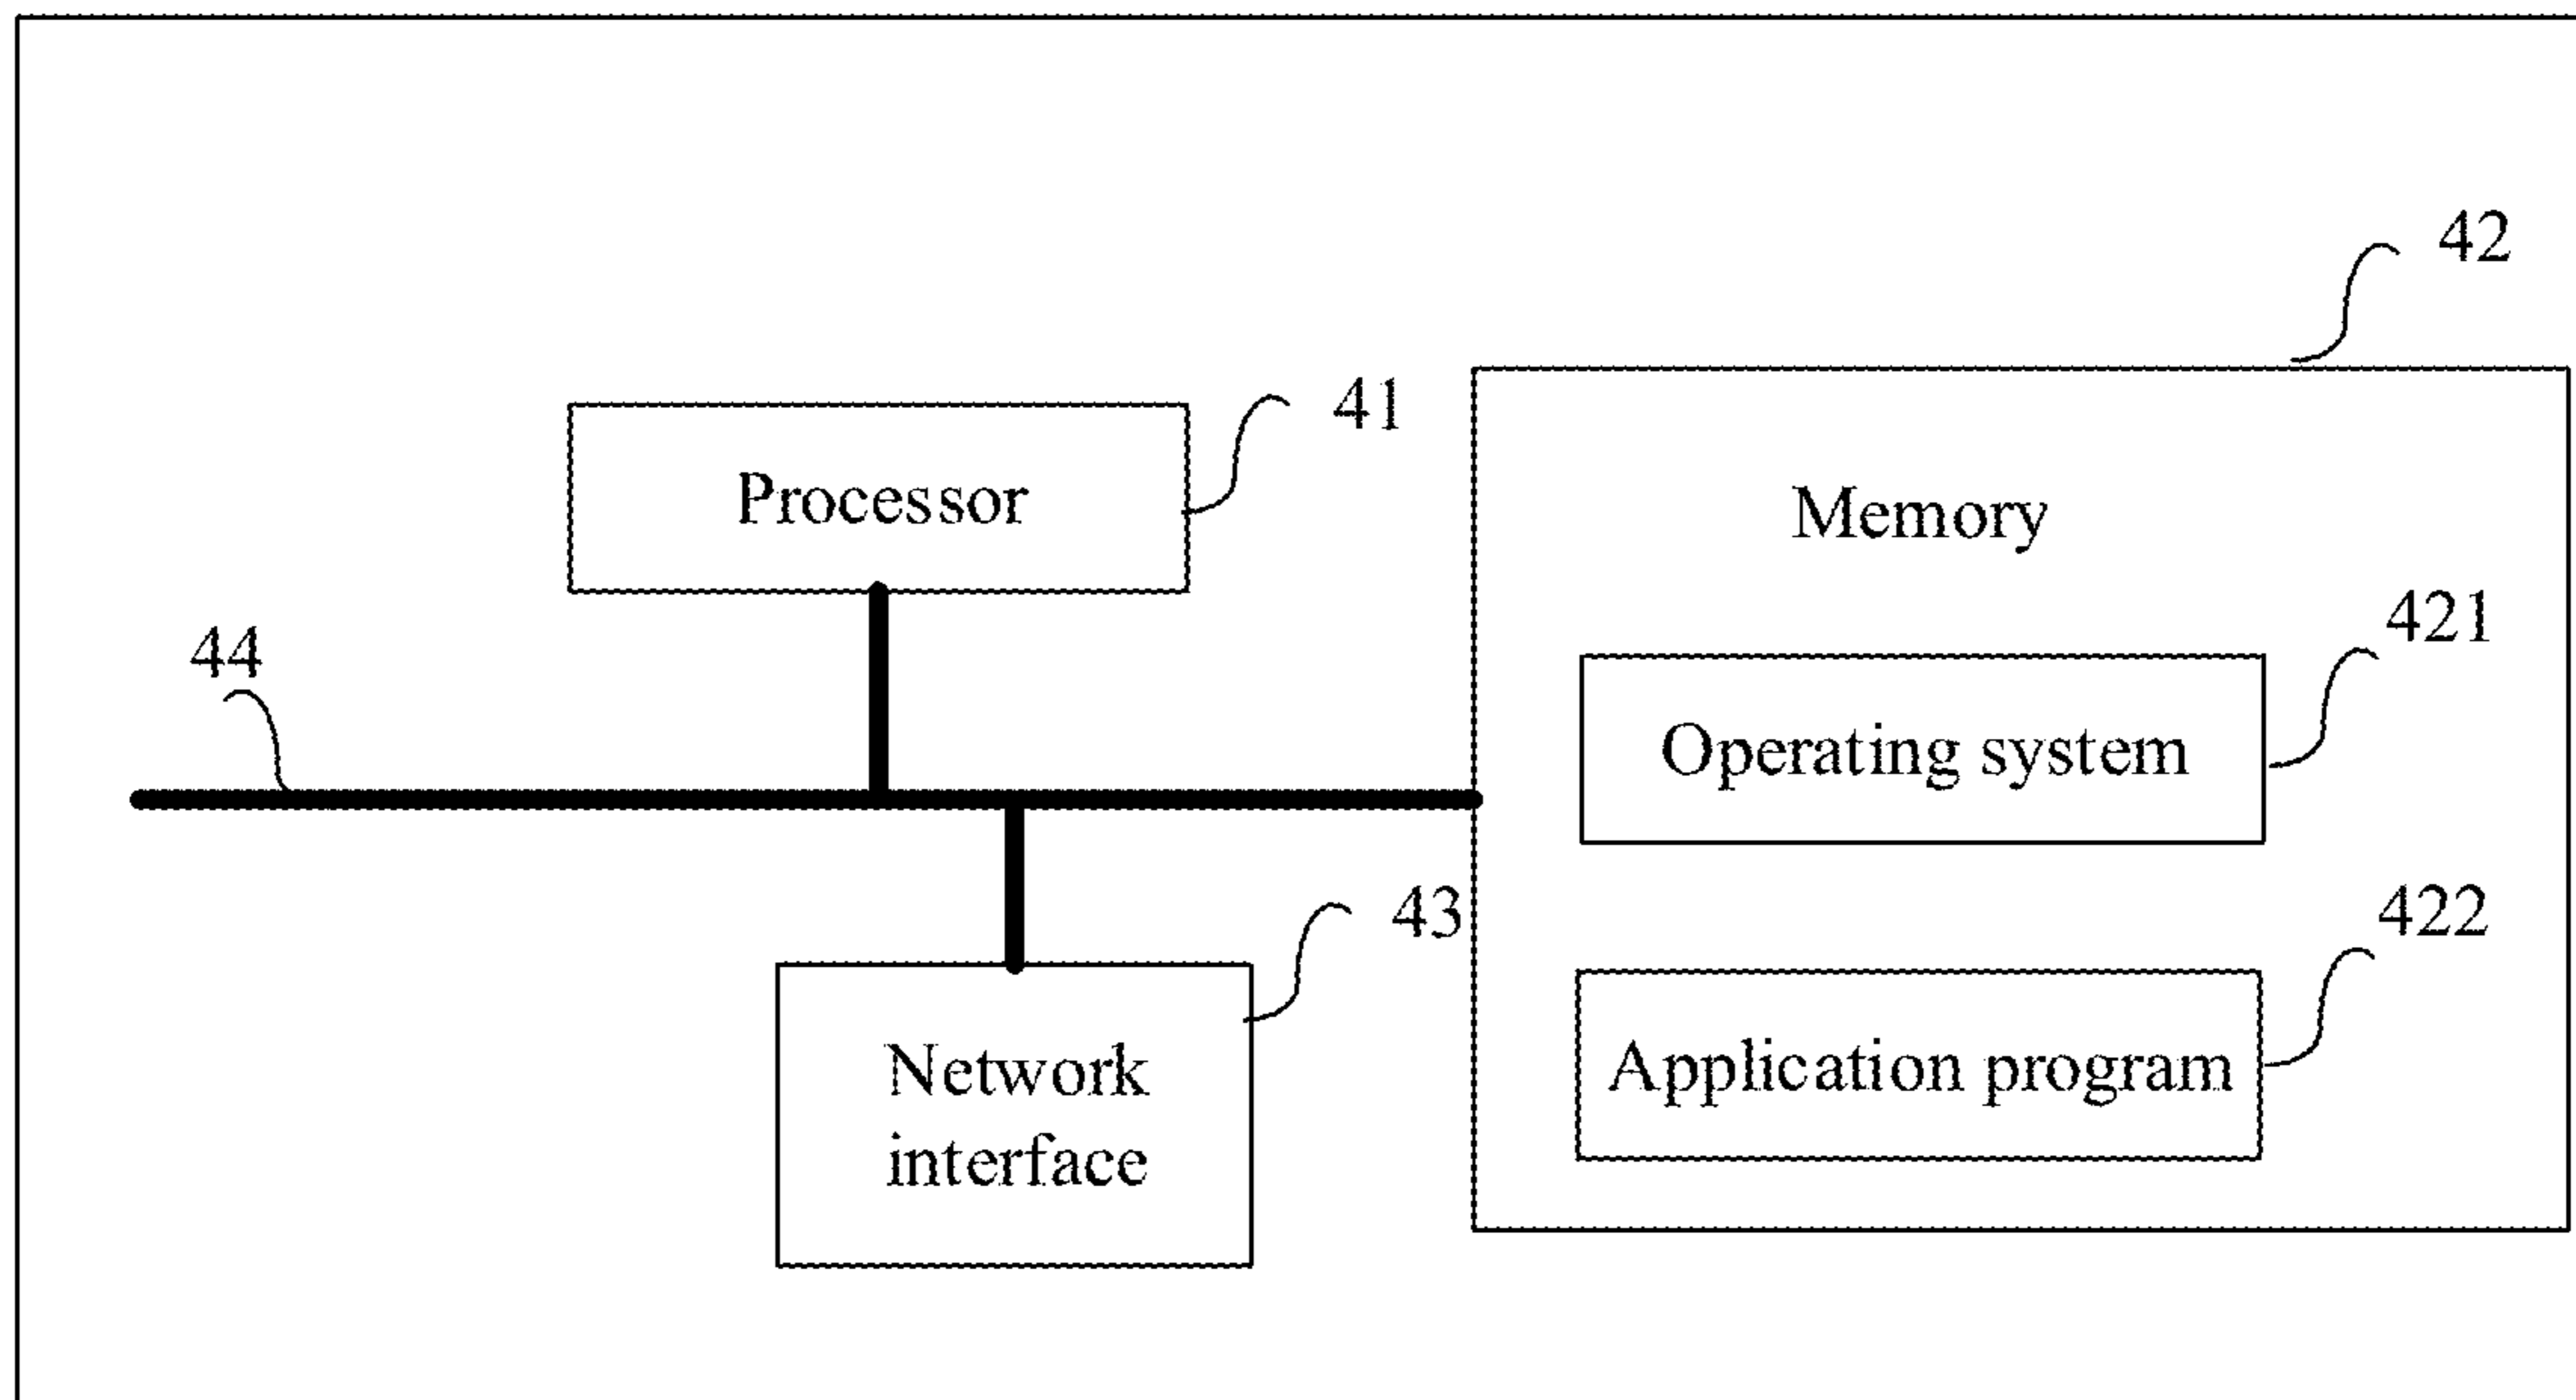 42
41
Processor
Memory
44
421
Operating system
43
422
Network
interface
Application program